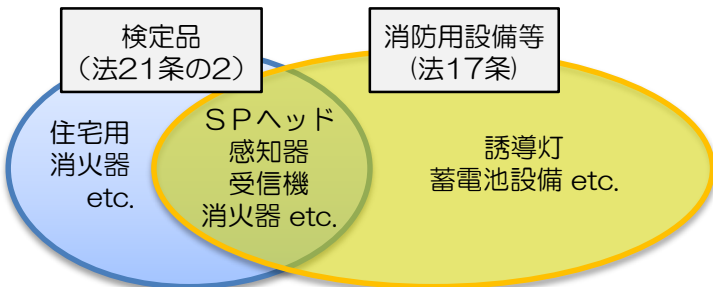 検定品
（法21条の2）
消防用設備等
(法17条)
住宅用
消火器
etc.
ＳＰヘッド
感知器
受信機
消火器 etc.
誘導灯
蓄電池設備 etc.